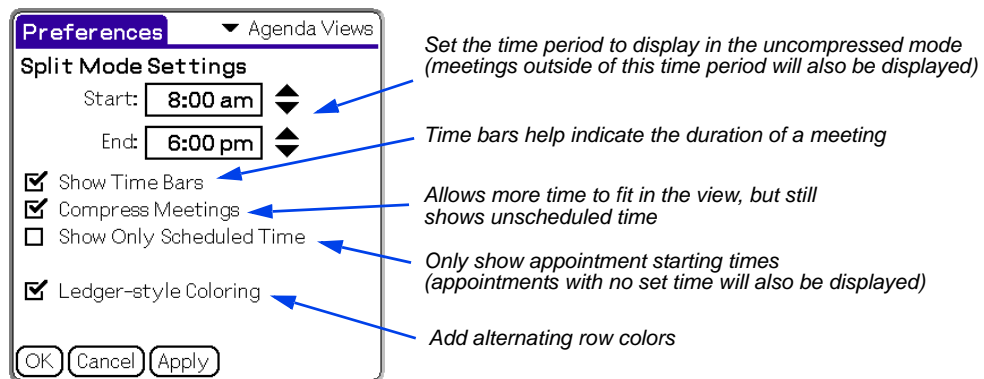 Preferences
Agenda Views
Split Mode Settings
Start: 8:00 am
End: 6:00 pm
Show Time Bars
Compress Meetings
Show Only Scheduled Time
Ledger-style Coloring
OK Cancel Apply
Set the time period to display in the uncompressed mode
(meetings outside of this time period will also be displayed)
Time bars help indicate the duration of a meeting
Allows more time to fit in the view, but still
shows unscheduled time
Only show appointment starting times
(appointments with no set time will also be displayed)
Add alternating row colors